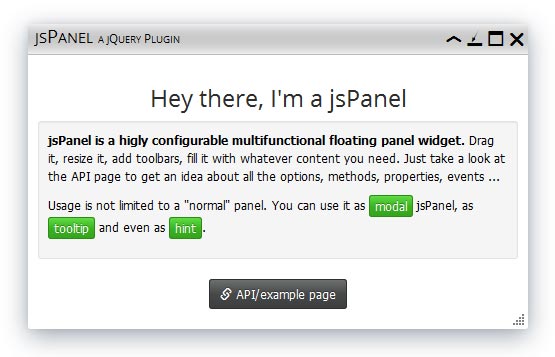 jsPanel a jQuery Plugin
Hey there, I'm a jsPanel
jsPanel is a higly configurable multifunctional floating panel widget. Drag
it, resize it, add toolbars, fill it with whatever content you need. Just take a look
at the API page to get an idea about all the options, methods, properties, events ...
Usage is not limited to a "normal" panel. You can use it as modal jsPanel, as
tooltip and even as hint.
API/example page